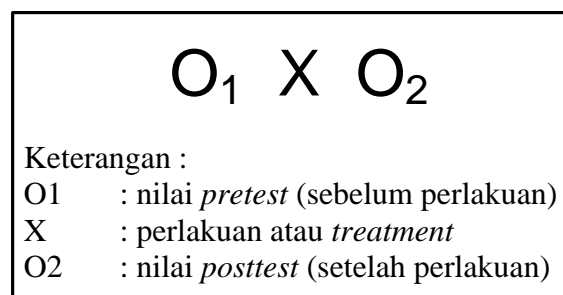 O₁ X O₂
Keterangan :
O1 : nilai pretest (sebelum perlakuan)
X : perlakuan atau treatment
O2 : nilai posttest (setelah perlakuan)